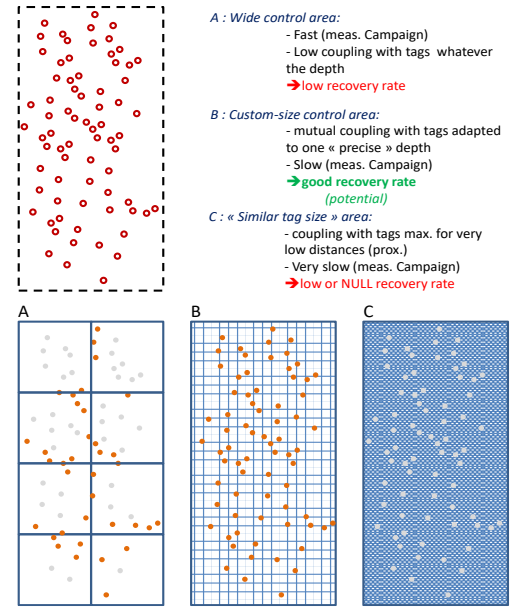 A : Wide control area:
- Fast (meas. Campaign)
- Low coupling with tags whatever
the depth
➔low recovery rate
B : Custom-size control area:
- mutual coupling with tags adapted
to one « precise » depth
- Slow (meas. Campaign)
➔good recovery rate
(potential)
C : « Similar tag size » area:
- coupling with tags max. for very
low distances (prox.)
- Very slow (meas. Campaign)
➔low or NULL recovery rate
A
B
C